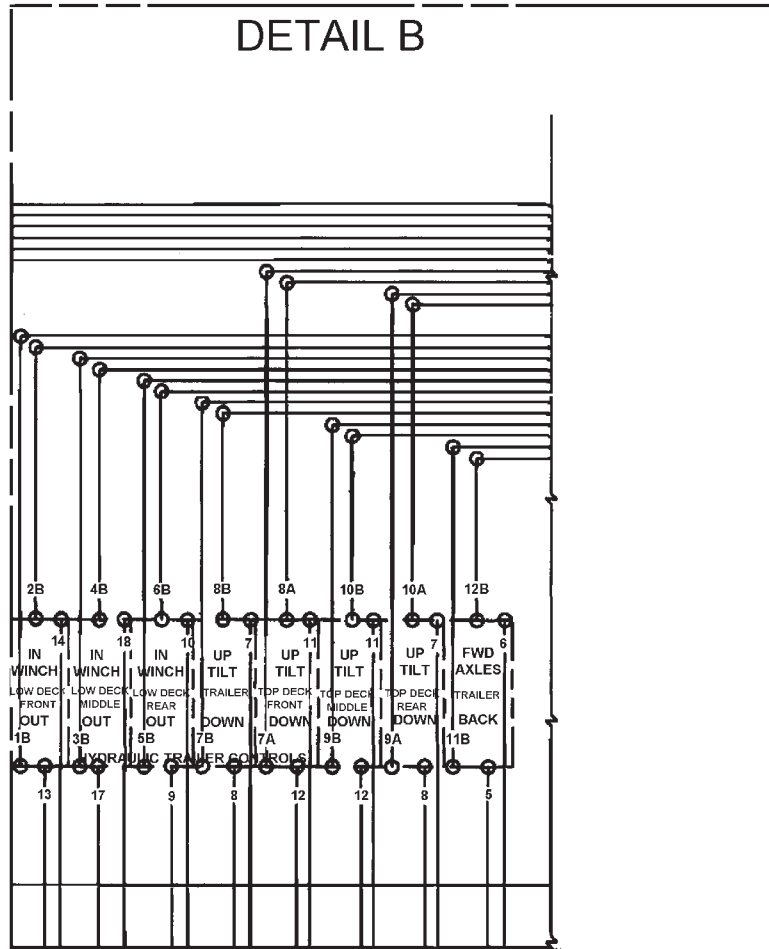 DETAIL B
2B 4B 6B 8B 8A 10B 10A 12B
14 18 10 7 11 11 7 6
IN IN IN UP UP UP UP FWD
WINCH WINCH WINCH TILT TILT TILT TILT AXLES
LOW DECK LOW DECK LOW DECK TRAILER TOP DECK TOP DECK TOP DECK TRAILER
FRONT MIDDLE REAR FRONT MIDDLE REAR
OUT OUT OUT DOWN DOWN DOWN DOWN BACK
1B 3B 5B 7B 7A 9B 9A 11B
HYDRAULIC TRAILER CONTROLS
13 17 9 8 12 12 8 5